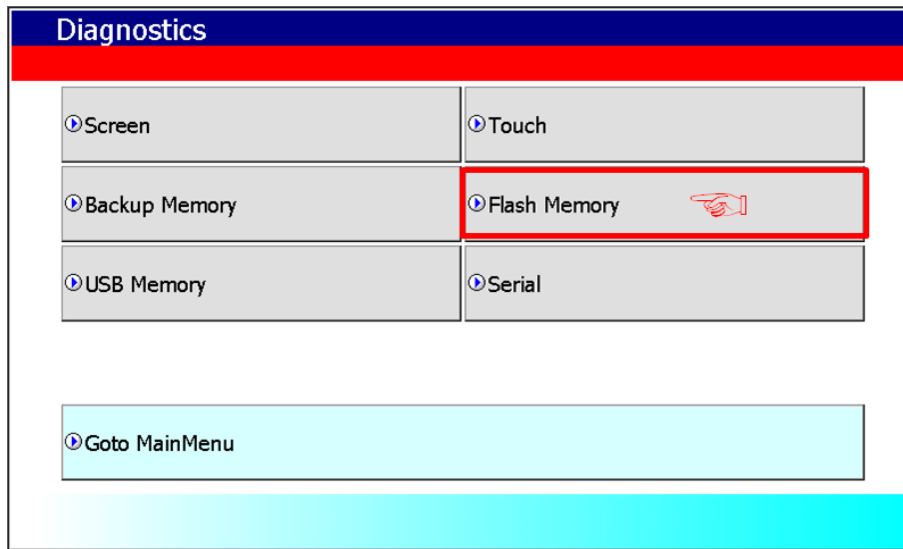 Diagnostics
Screen
Touch
Backup Memory
Flash Memory
USB Memory
Serial
Goto MainMenu